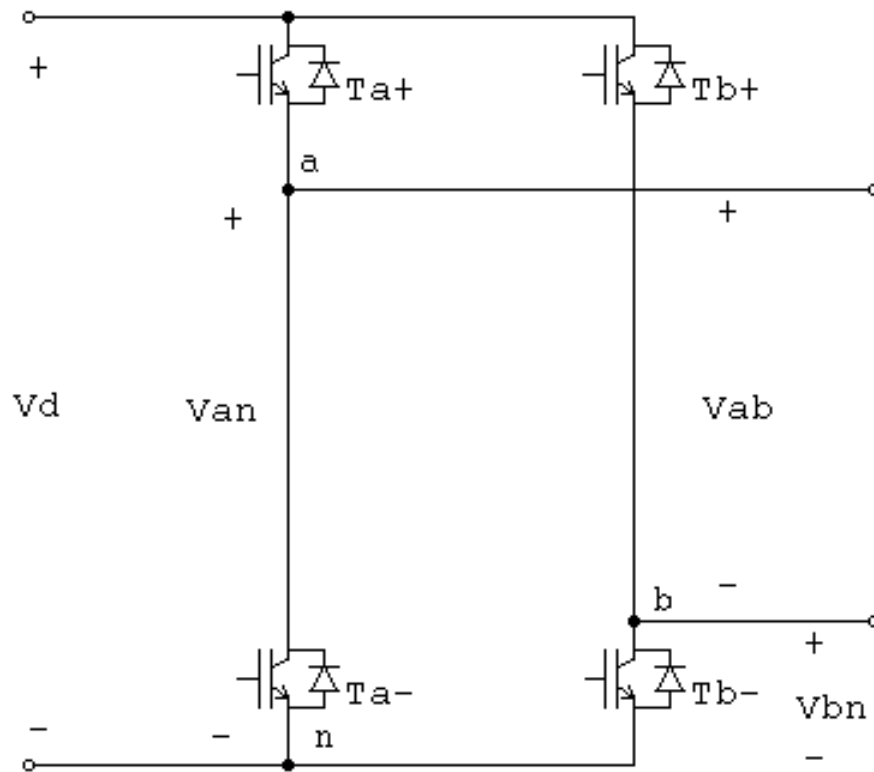 + Ta+ Tb+
a
+ +
Vd Van Vab
b -
+
Ta- Tb-
Vbn
- - n
-